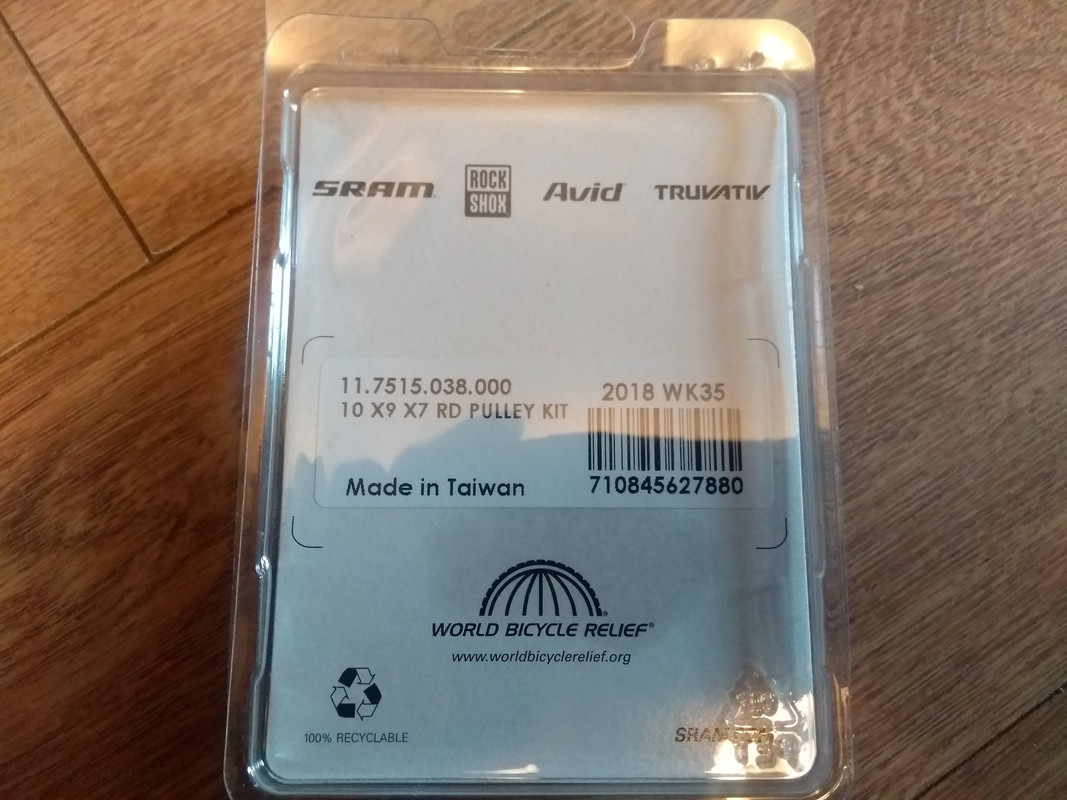 SRAM ROCK SHOX Avid TRUVATIV
11.7515.038.000
2018 WK35
10 X9 X7 RD PULLEY KIT
Made in Taiwan
710845627880
WORLD BICYCLE RELIEF®
www.worldbicyclerelief.org
100% RECYCLABLE